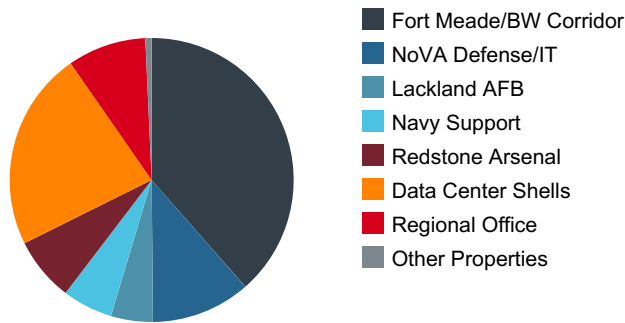 Fort Meade/BW Corridor
NoVA Defense/IT
Lackland AFB
Navy Support
Redstone Arsenal
Data Center Shells
Regional Office
Other Properties